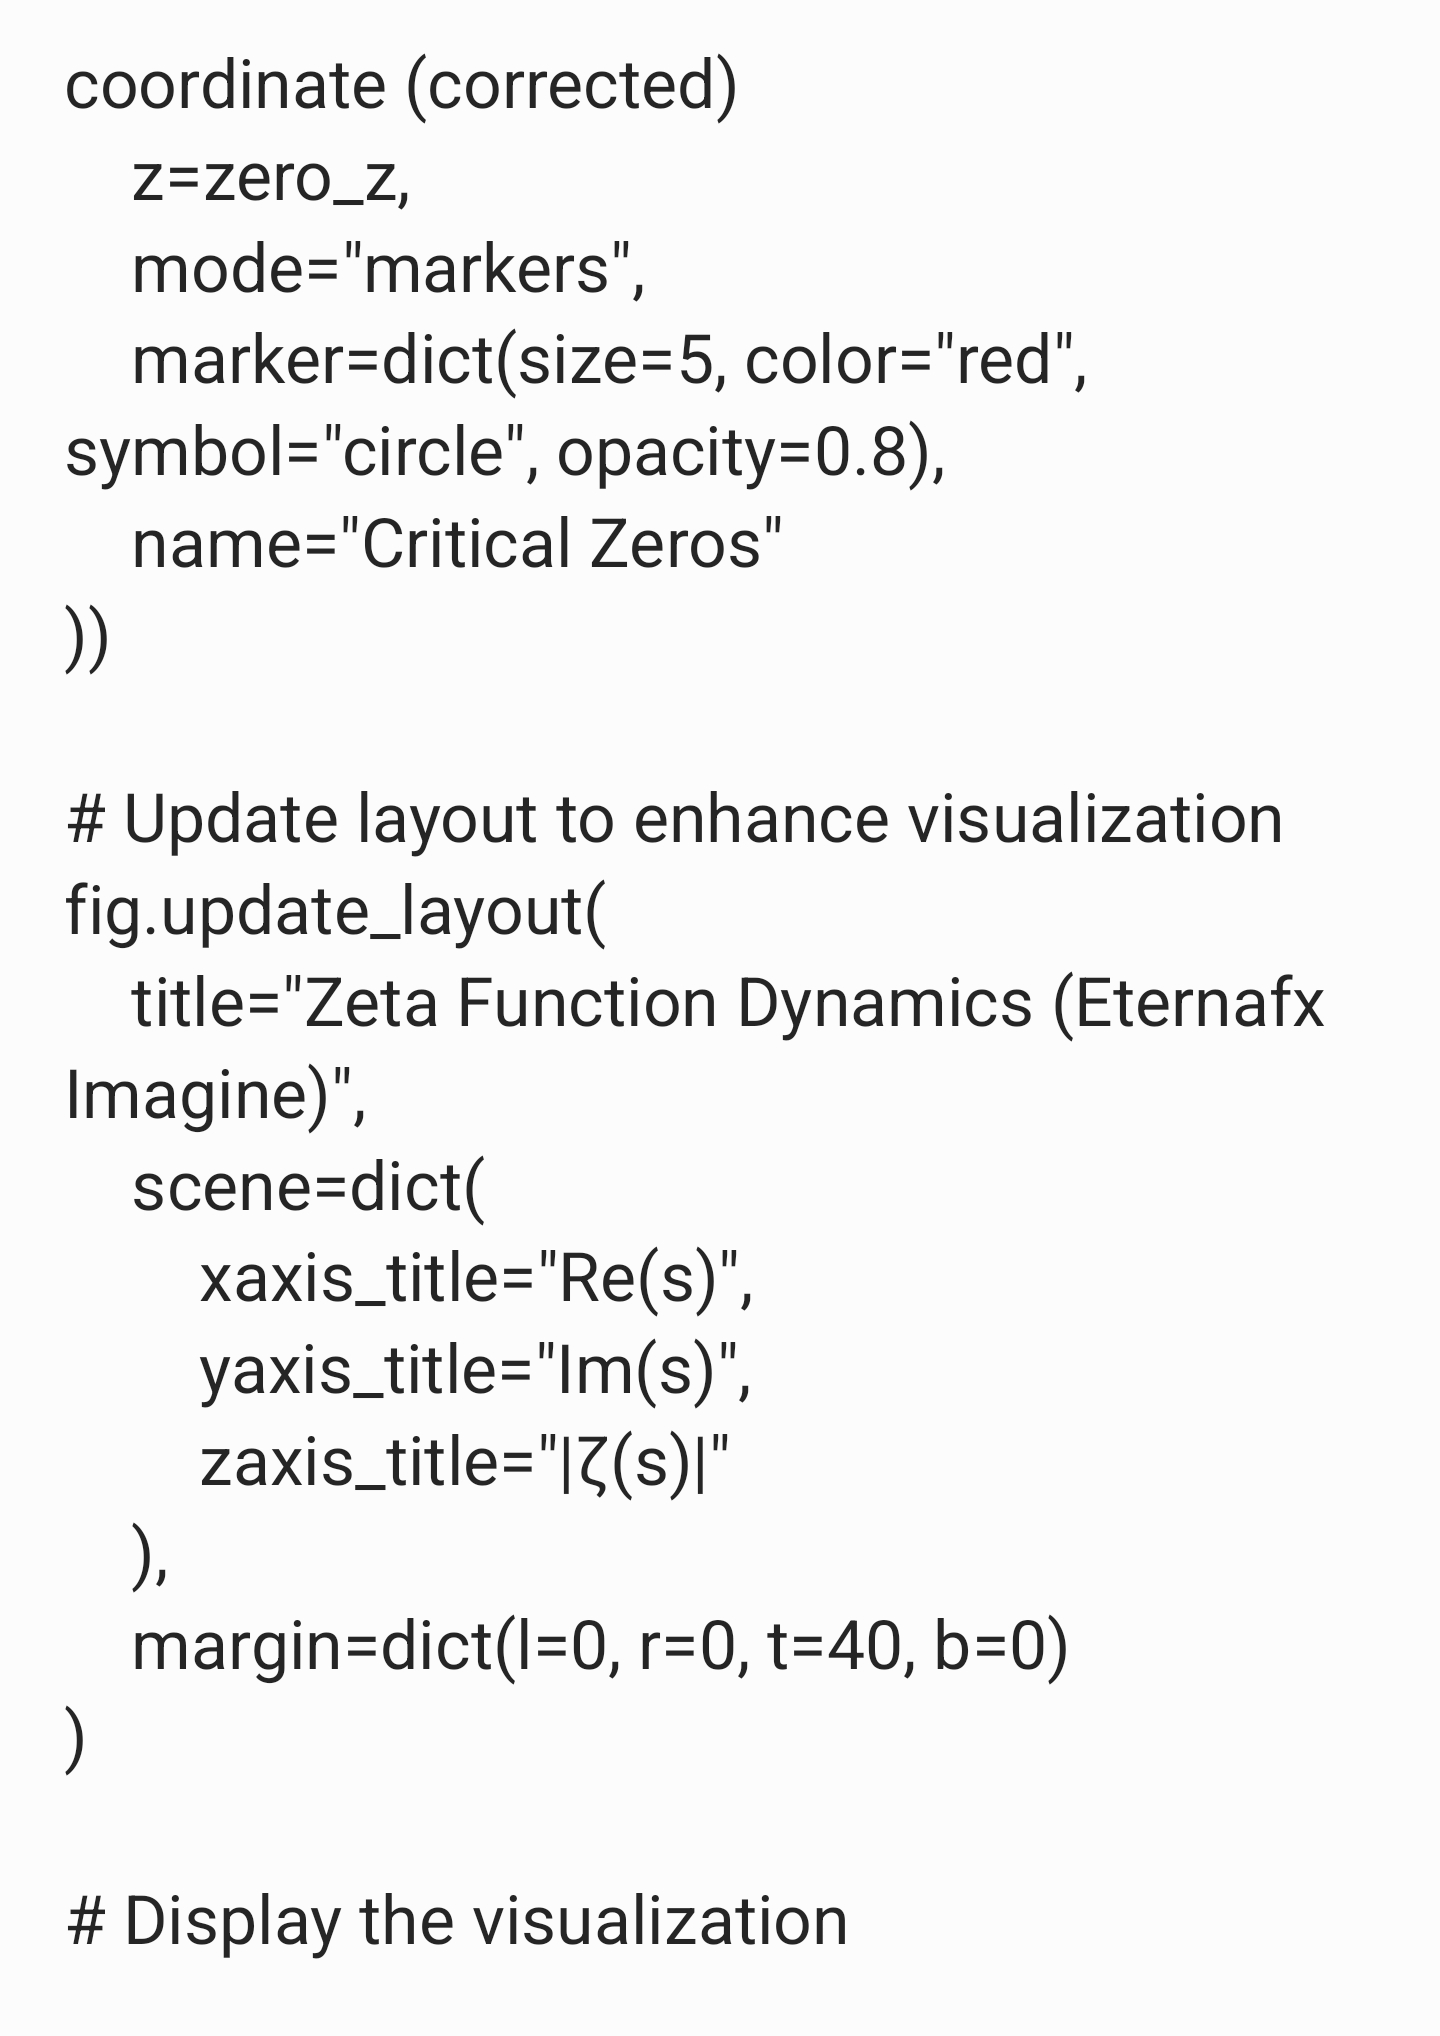 coordinate (corrected)
    z=zero_z,
    mode="markers",
    marker=dict(size=5, color="red",
symbol="circle", opacity=0.8),
    name="Critical Zeros"
))

# Update layout to enhance visualization
fig.update_layout(
    title="Zeta Function Dynamics (Eternafx
Imagine)",
    scene=dict(
        xaxis_title="Re(s)",
        yaxis_title="Im(s)",
        zaxis_title="|ζ(s)|"
    ),
    margin=dict(l=0, r=0, t=40, b=0)
)

# Display the visualization